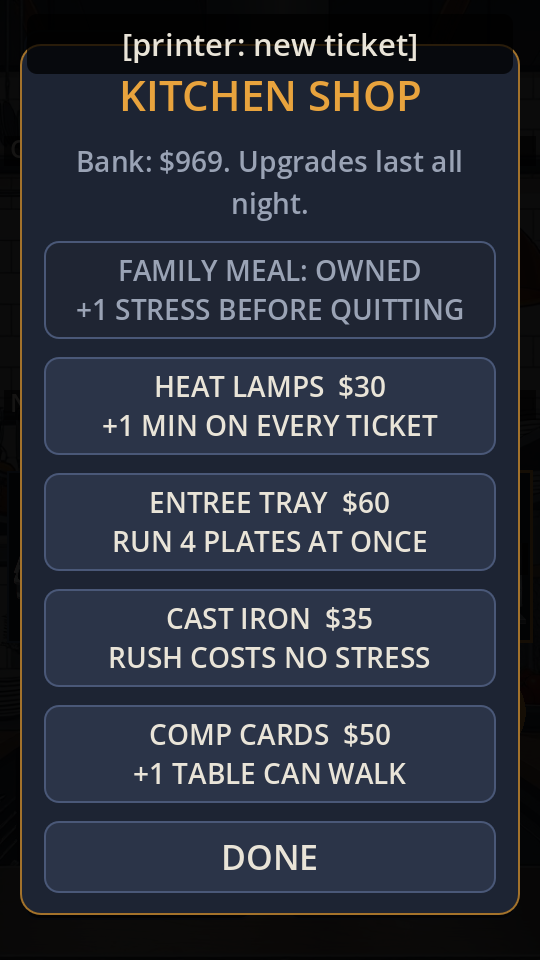 [printer: new ticket]
KITCHEN SHOP
Bank: $969. Upgrades last all
night.
FAMILY MEAL: OWNED
+1 STRESS BEFORE QUITTING
HEAT LAMPS  $30
+1 MIN ON EVERY TICKET
ENTREE TRAY  $60
RUN 4 PLATES AT ONCE
CAST IRON  $35
RUSH COSTS NO STRESS
COMP CARDS  $50
+1 TABLE CAN WALK
DONE